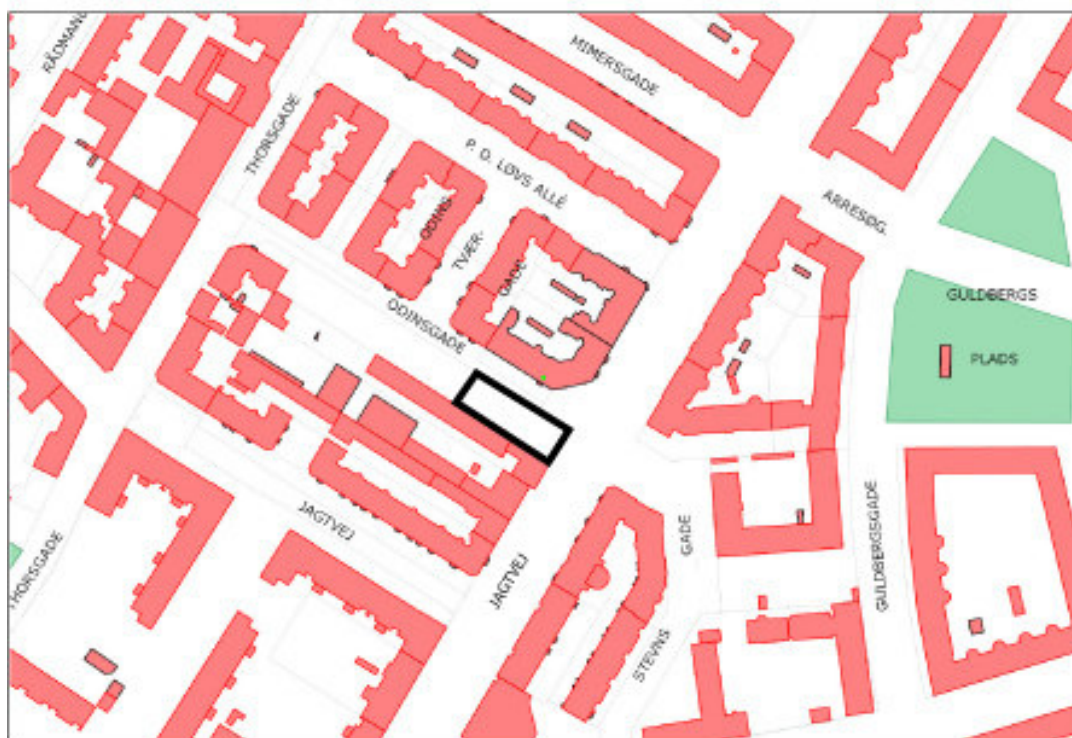 RÅDMAND
MIMERSGADE
THORSGADE
P. D. LØVS ALLÉ
ODINS-
TVÆR-
GADE
ARRESØG.
GULDBERGS
PLADS
ODINSGADE
JAGTVEJ
THORSGADE
JAGTVEJ
GADE
STEVNS
GULDBERGSGADE